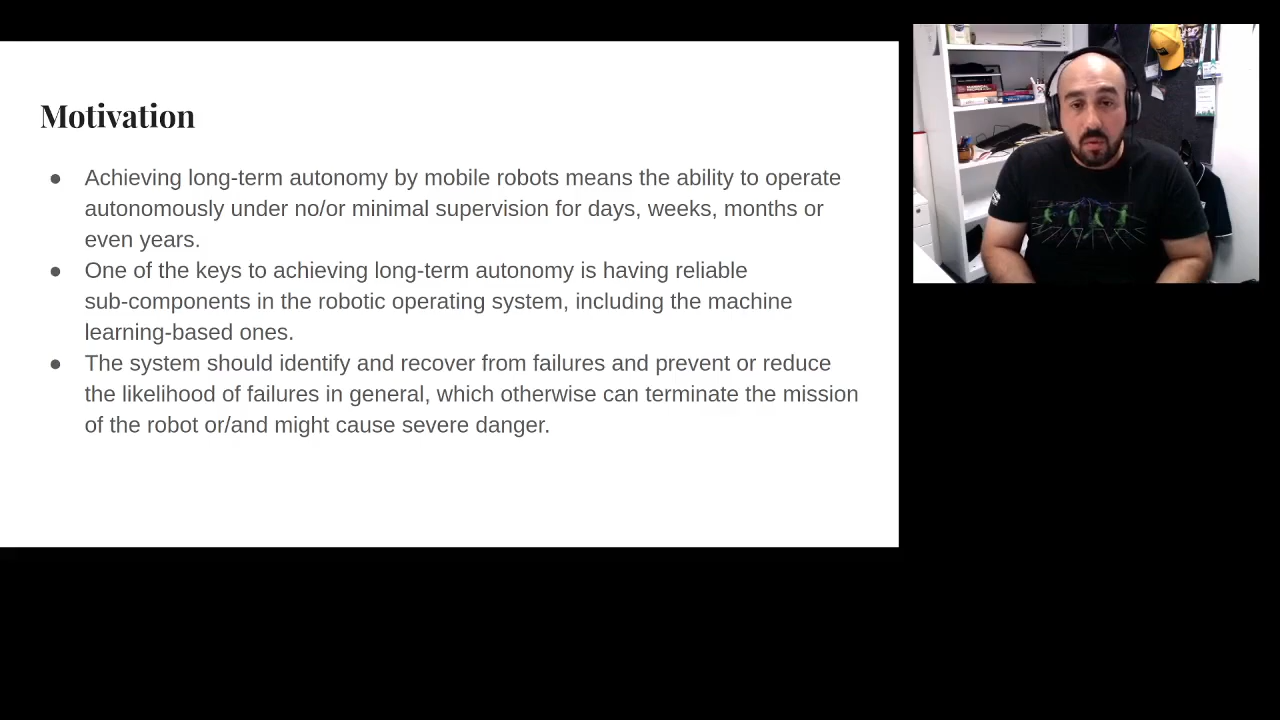 Motivation
● Achieving long-term autonomy by mobile robots means the ability to operate
autonomously under no/or minimal supervision for days, weeks, months or
even years.
● One of the keys to achieving long-term autonomy is having reliable
sub-components in the robotic operating system, including the machine
learning-based ones.
● The system should identify and recover from failures and prevent or reduce
the likelihood of failures in general, which otherwise can terminate the mission
of the robot or/and might cause severe danger.